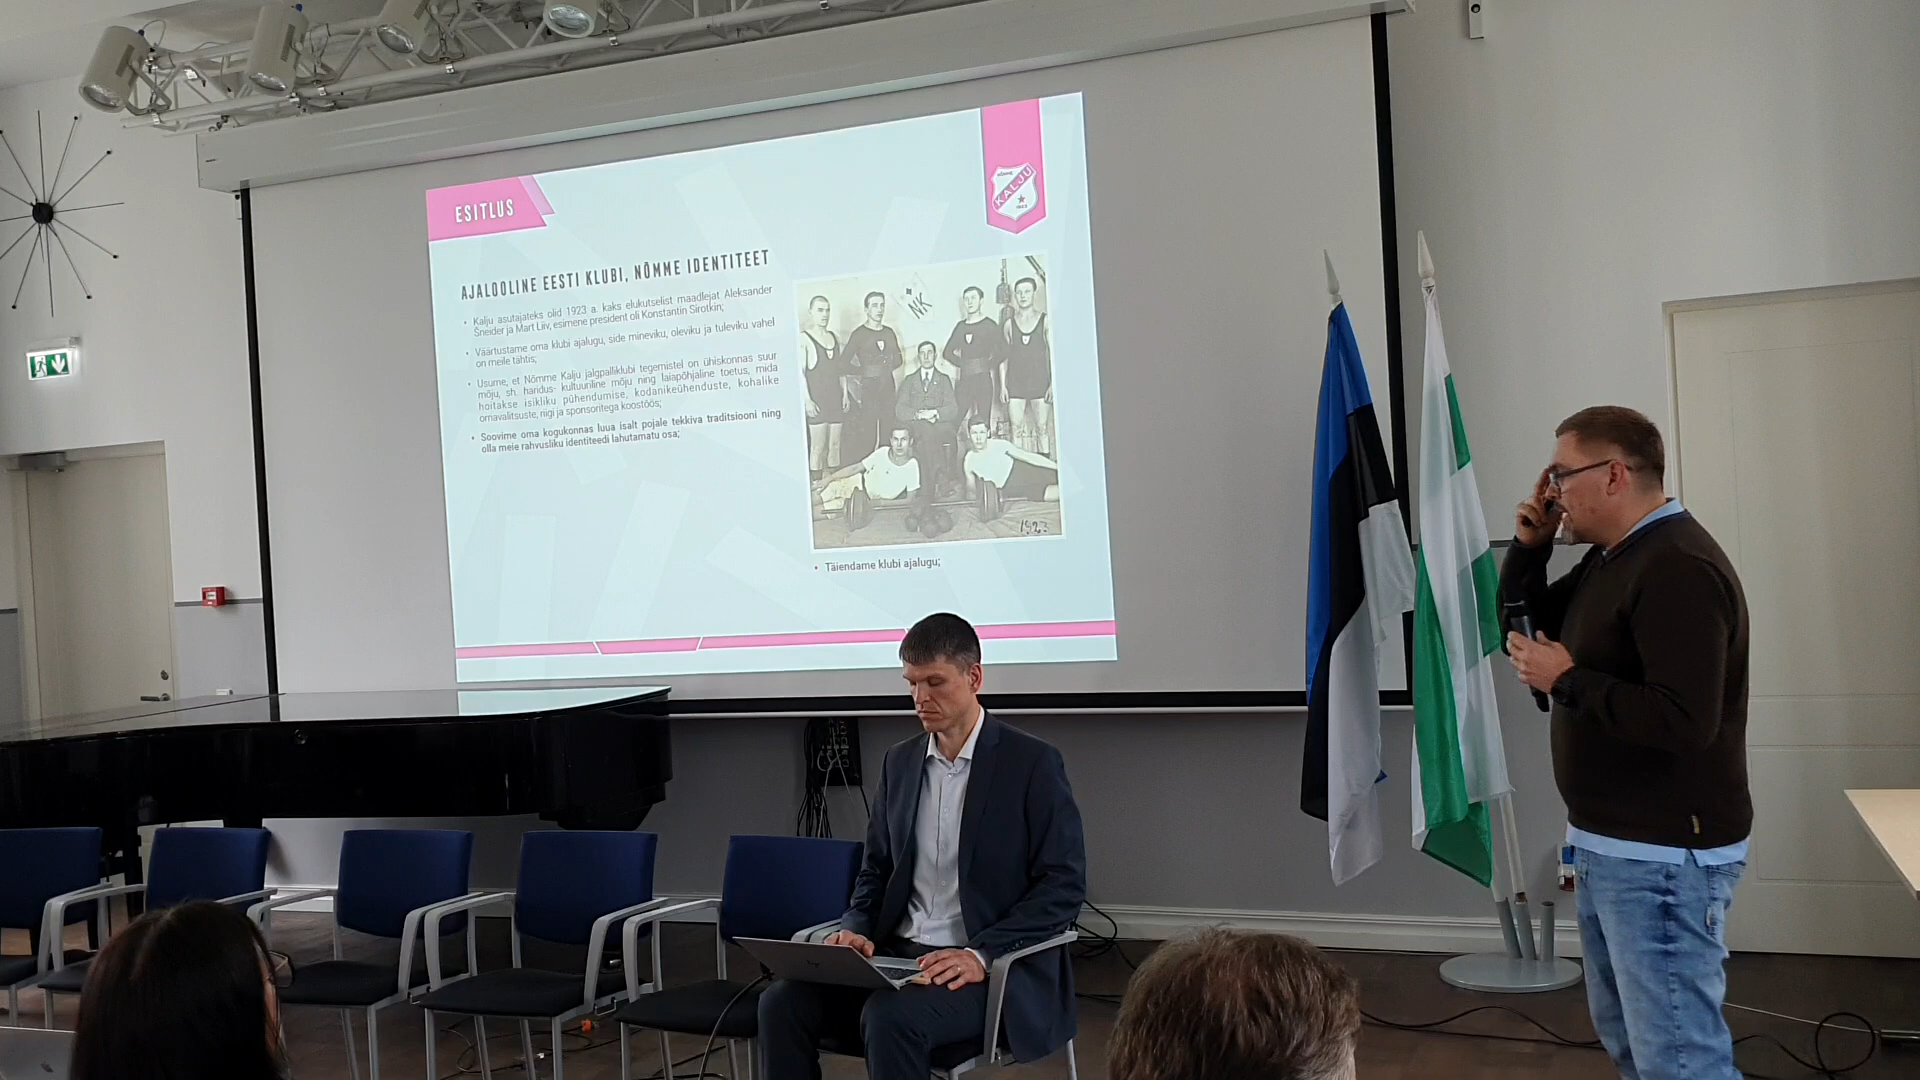 ESITLUS
NÕMME
KALJU
1923
AJALOOLINE EESTI KLUBI, NÕMME IDENTITEET
• Kalju asutajateks olid 1923 a. kaks elukutselist maadlejat Aleksander
Šneider ja Mart Liiv, esimene president oli Konstantin Sirotkin;
• Väärtustame oma klubi ajalugu, side mineviku, oleviku ja tuleviku vahel
on meile tähtis;
• Usume, et Nõmme Kalju jalgpalliklubi tegemistel on ühiskonnas suur
mõju, sh. haridus- kultuuriline mõju ning laiapõhjaline toetus, mida
hoitakse isikliku pühendumise, kodanikeühenduste, kohalike
omavalitsuste, riigi ja sponsoritega koostöös;
• Soovime oma kogukonnas luua isalt pojale tekkiva traditsiooni ning
olla meie rahvusliku identiteedi lahutamatu osa;
NK
1923
• Täiendame klubi ajalugu;